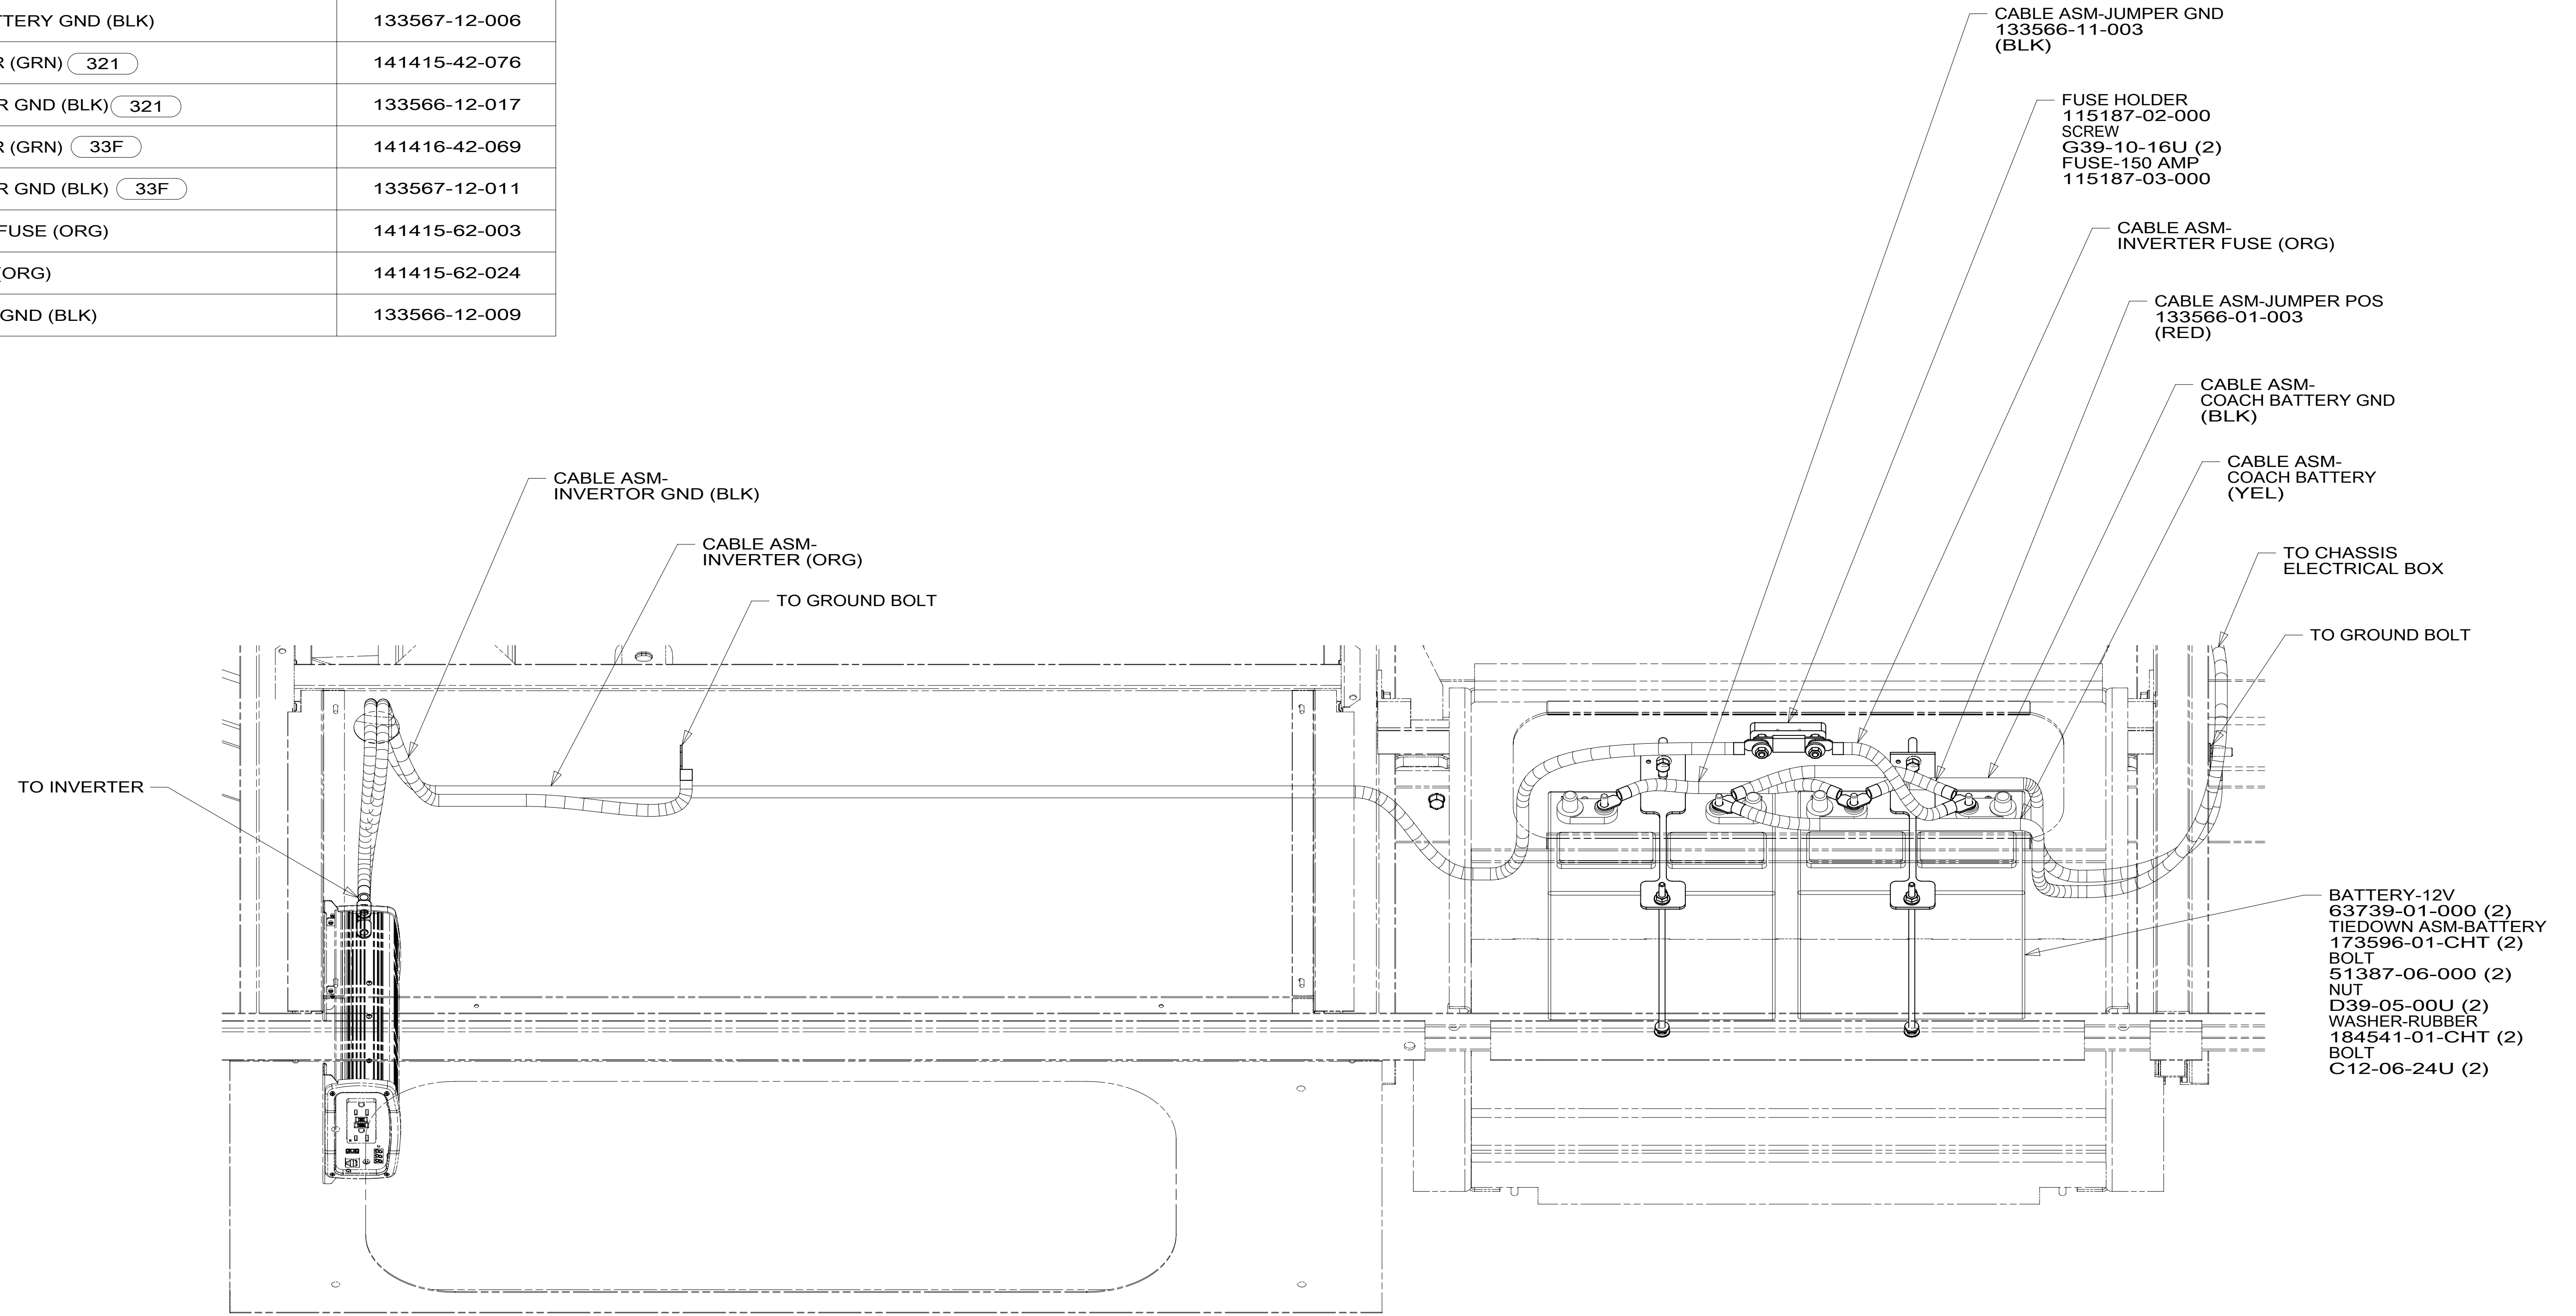 TTERY GND (BLK) 133567-12-006
R (GRN) 321 141415-42-076
R GND (BLK) 321 133566-12-017
R (GRN) 33F 141416-42-069
R GND (BLK) 33F 133567-12-011
FUSE (ORG) 141415-62-003
(ORG) 141415-62-024
GND (BLK) 133566-12-009
CABLE ASM-JUMPER GND
133566-11-003
(BLK)
FUSE HOLDER
115187-02-000
SCREW
G39-10-16U (2)
FUSE-150 AMP
115187-03-000
CABLE ASM-
INVERTER FUSE (ORG)
CABLE ASM-JUMPER POS
133566-01-003
(RED)
CABLE ASM-
COACH BATTERY GND
(BLK)
CABLE ASM-
COACH BATTERY
(YEL)
CABLE ASM-
INVERTOR GND (BLK)
CABLE ASM-
INVERTER (ORG)
TO GROUND BOLT
TO CHASSIS
ELECTRICAL BOX
TO GROUND BOLT
TO INVERTER
BATTERY-12V
63739-01-000 (2)
TIEDOWN ASM-BATTERY
173596-01-CHT (2)
BOLT
51387-06-000 (2)
NUT
D39-05-00U (2)
WASHER-RUBBER
184541-01-CHT (2)
BOLT
C12-06-24U (2)